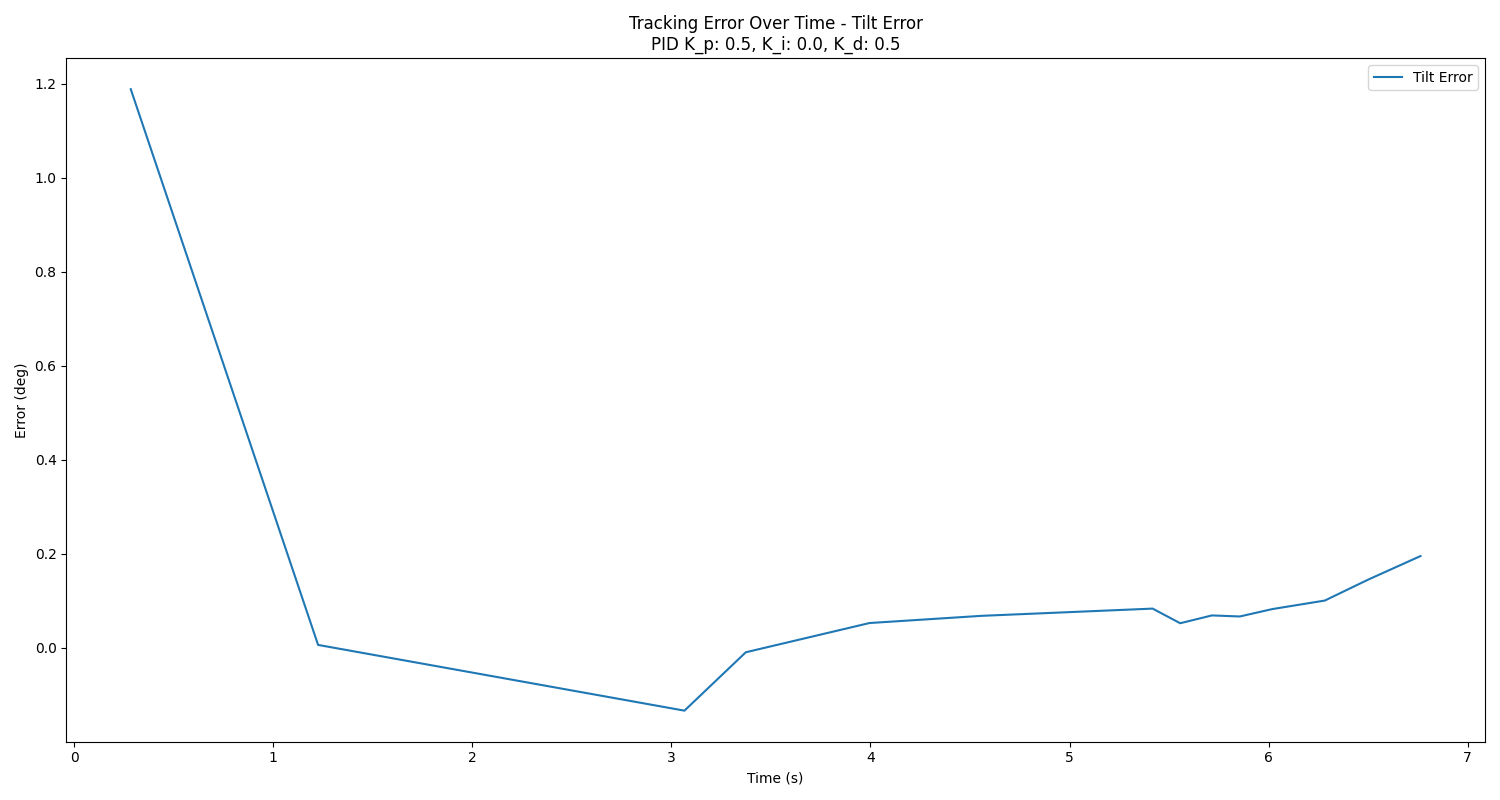 Tracking Error Over Time - Tilt Error
PID K_p: 0.5, K_i: 0.0, K_d: 0.5
Tilt Error
1.2
1.0
0.8
0.6
0.4
0.2
0.0
Error (deg)
0 1 2 3 4 5 6 7
Time (s)